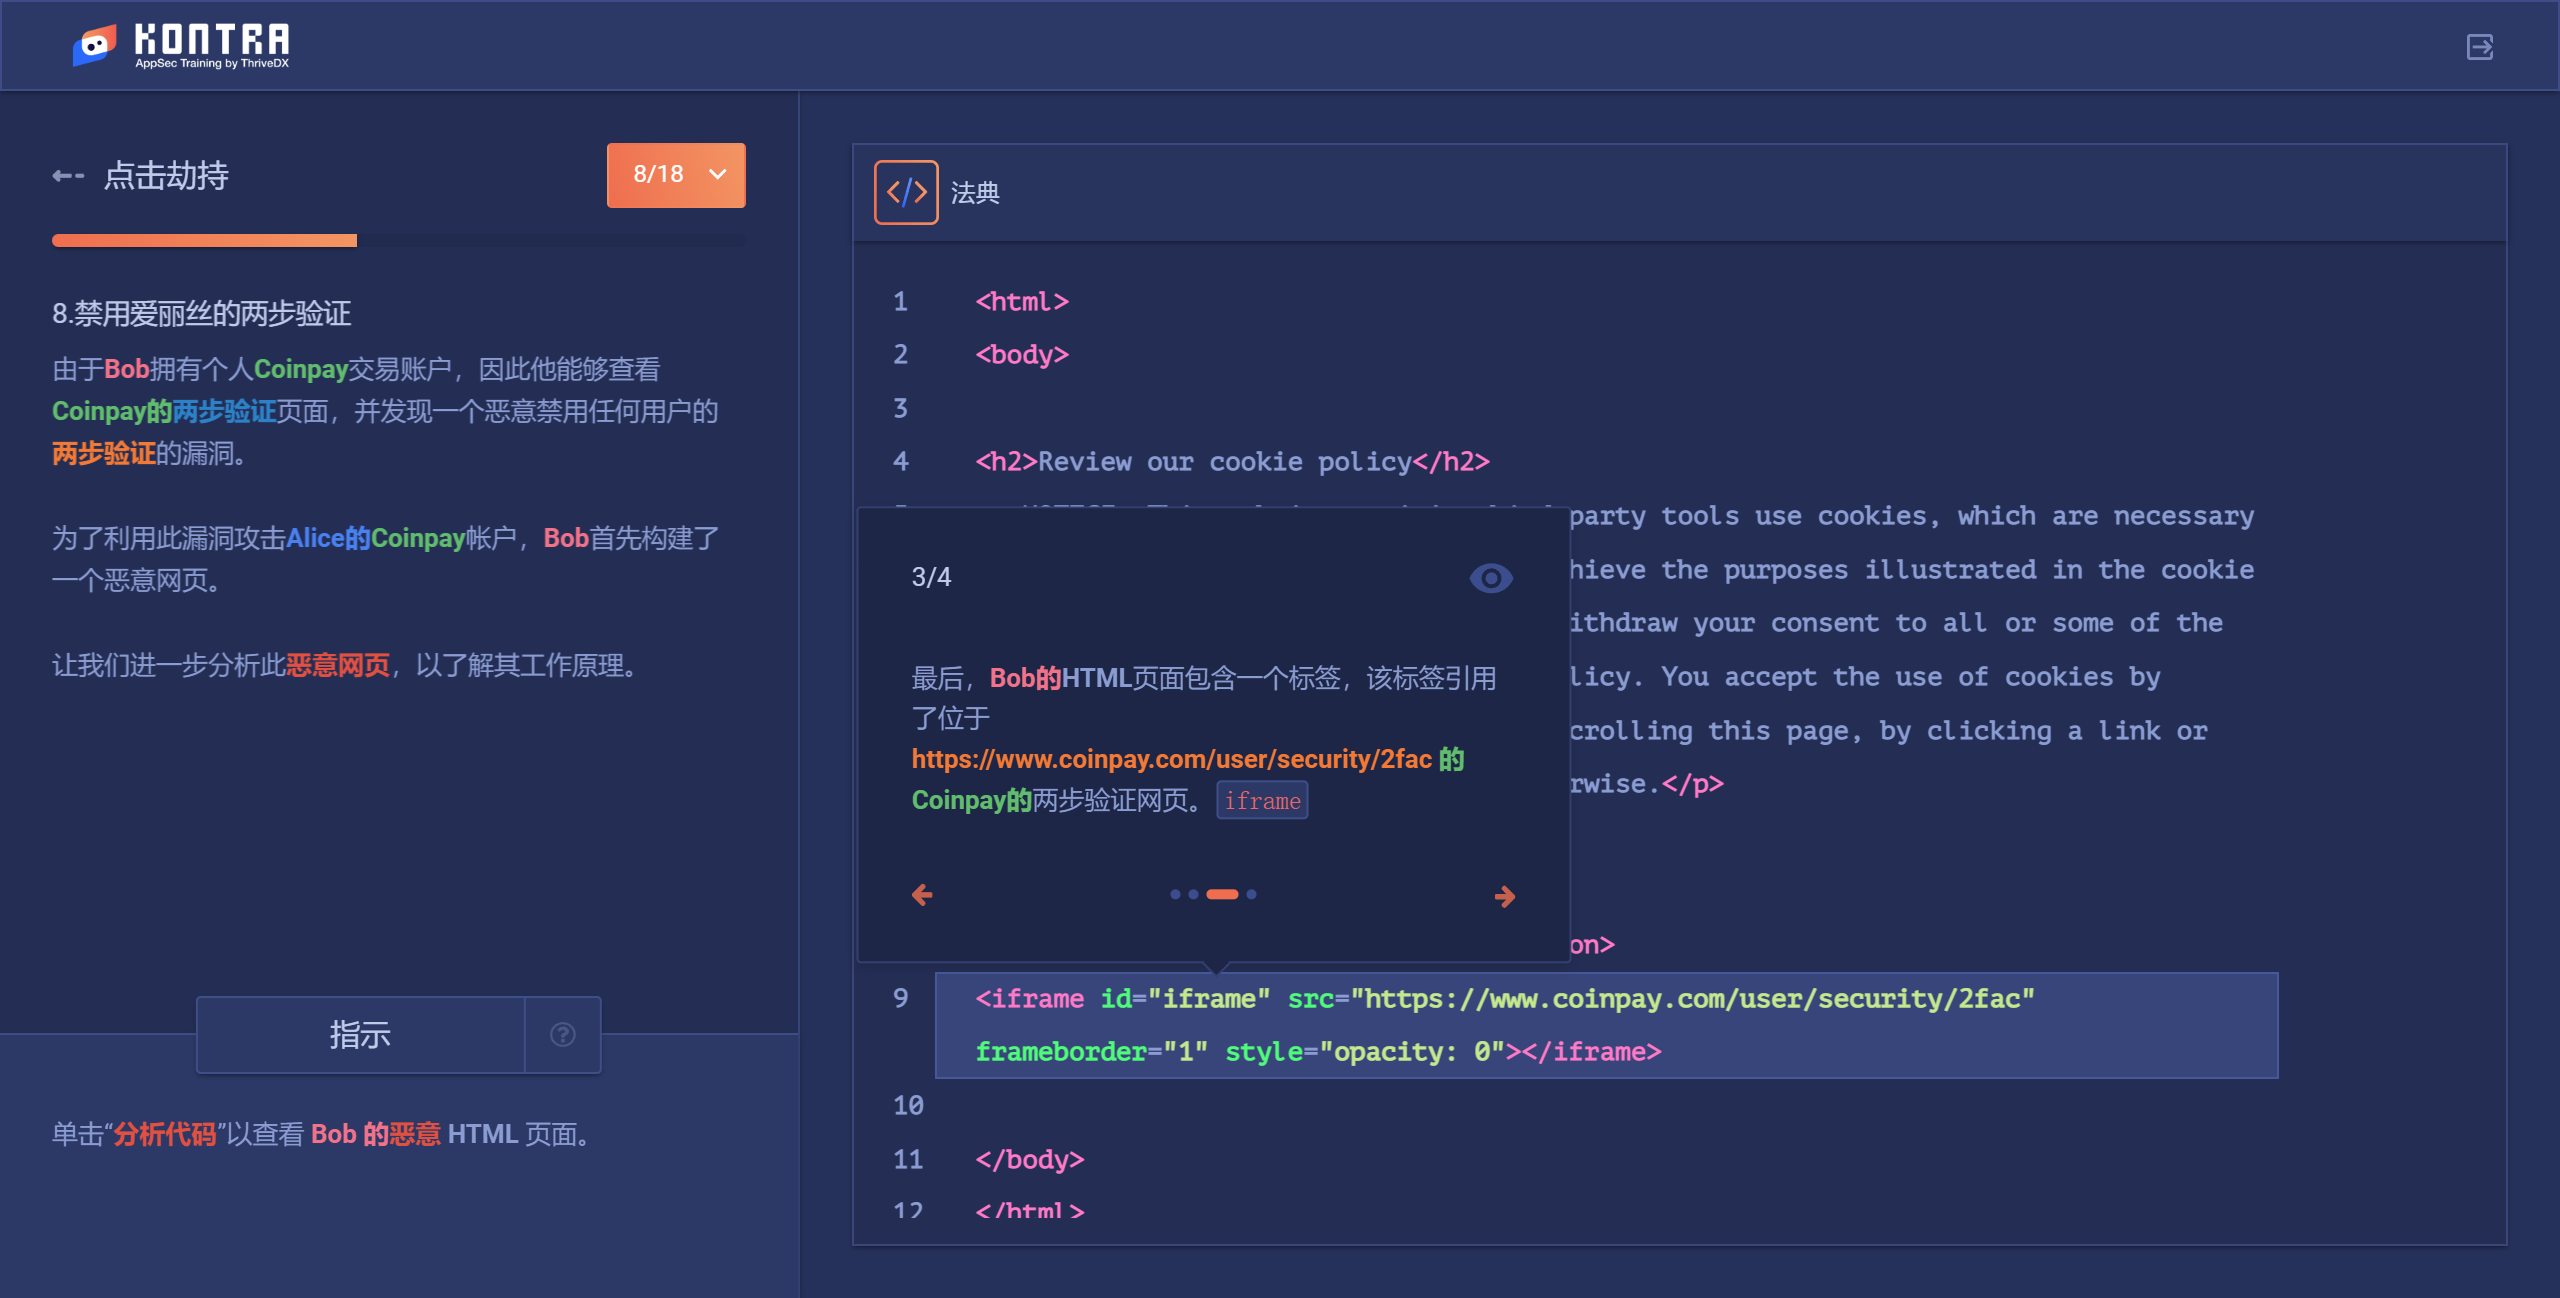 KONTRA
AppSec Training by ThriveDX
点击劫持
8/18
8.禁用爱丽丝的两步验证
由于Bob拥有个人Coinpay交易账户，因此他能够查看
Coinpay的两步验证页面，并发现一个恶意禁用任何用户的
两步验证的漏洞。
为了利用此漏洞攻击Alice的Coinpay帐户，Bob首先构建了
一个恶意网页。
让我们进一步分析此恶意网页，以了解其工作原理。
指示
单击“分析代码”以查看 Bob 的恶意 HTML 页面。
</> 法典
1 <html>
2 <body>
3
4 <h2>Review our cookie policy</h2>
party tools use cookies, which are necessary
hieve the purposes illustrated in the cookie
ithdraw your consent to all or some of the
licy. You accept the use of cookies by
crolling this page, by clicking a link or
rwise.</p>
on>
3/4
最后，Bob的HTML页面包含一个标签，该标签引用
了位于
https://www.coinpay.com/user/security/2fac 的
Coinpay的两步验证网页。 iframe
9 <iframe id="iframe" src="https://www.coinpay.com/user/security/2fac"
frameborder="1" style="opacity: 0"></iframe>
10
11 </body>
12 </html>